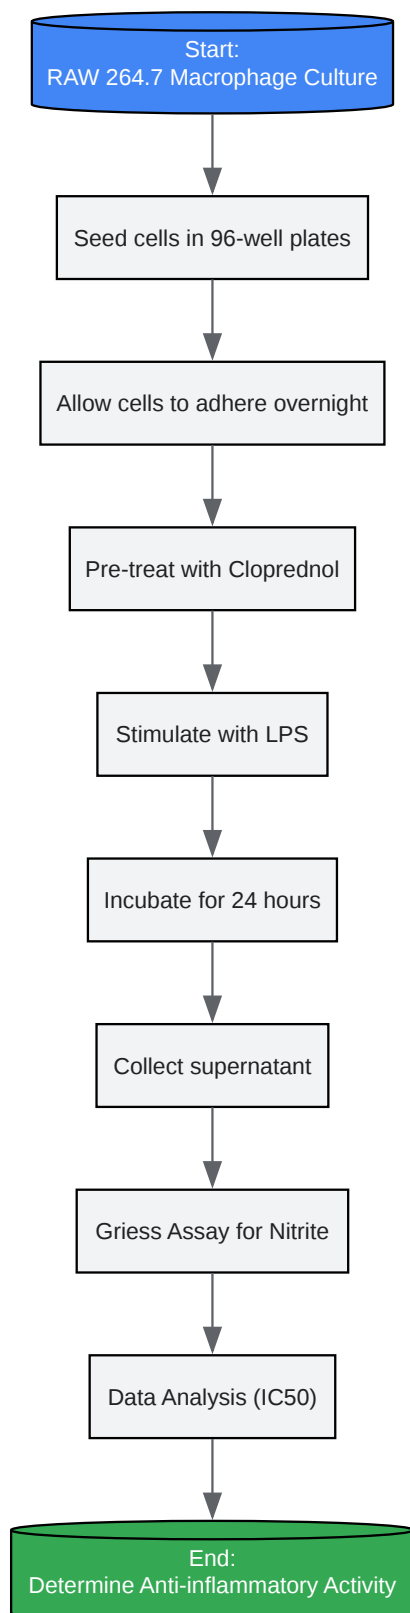 Start:
RAW 264.7 Macrophage Culture
Seed cells in 96-well plates
Allow cells to adhere overnight
Pre-treat with Cloprednol
Stimulate with LPS
Incubate for 24 hours
Collect supernatant
Griess Assay for Nitrite
Data Analysis (IC50)
End:
Determine Anti-inflammatory Activity